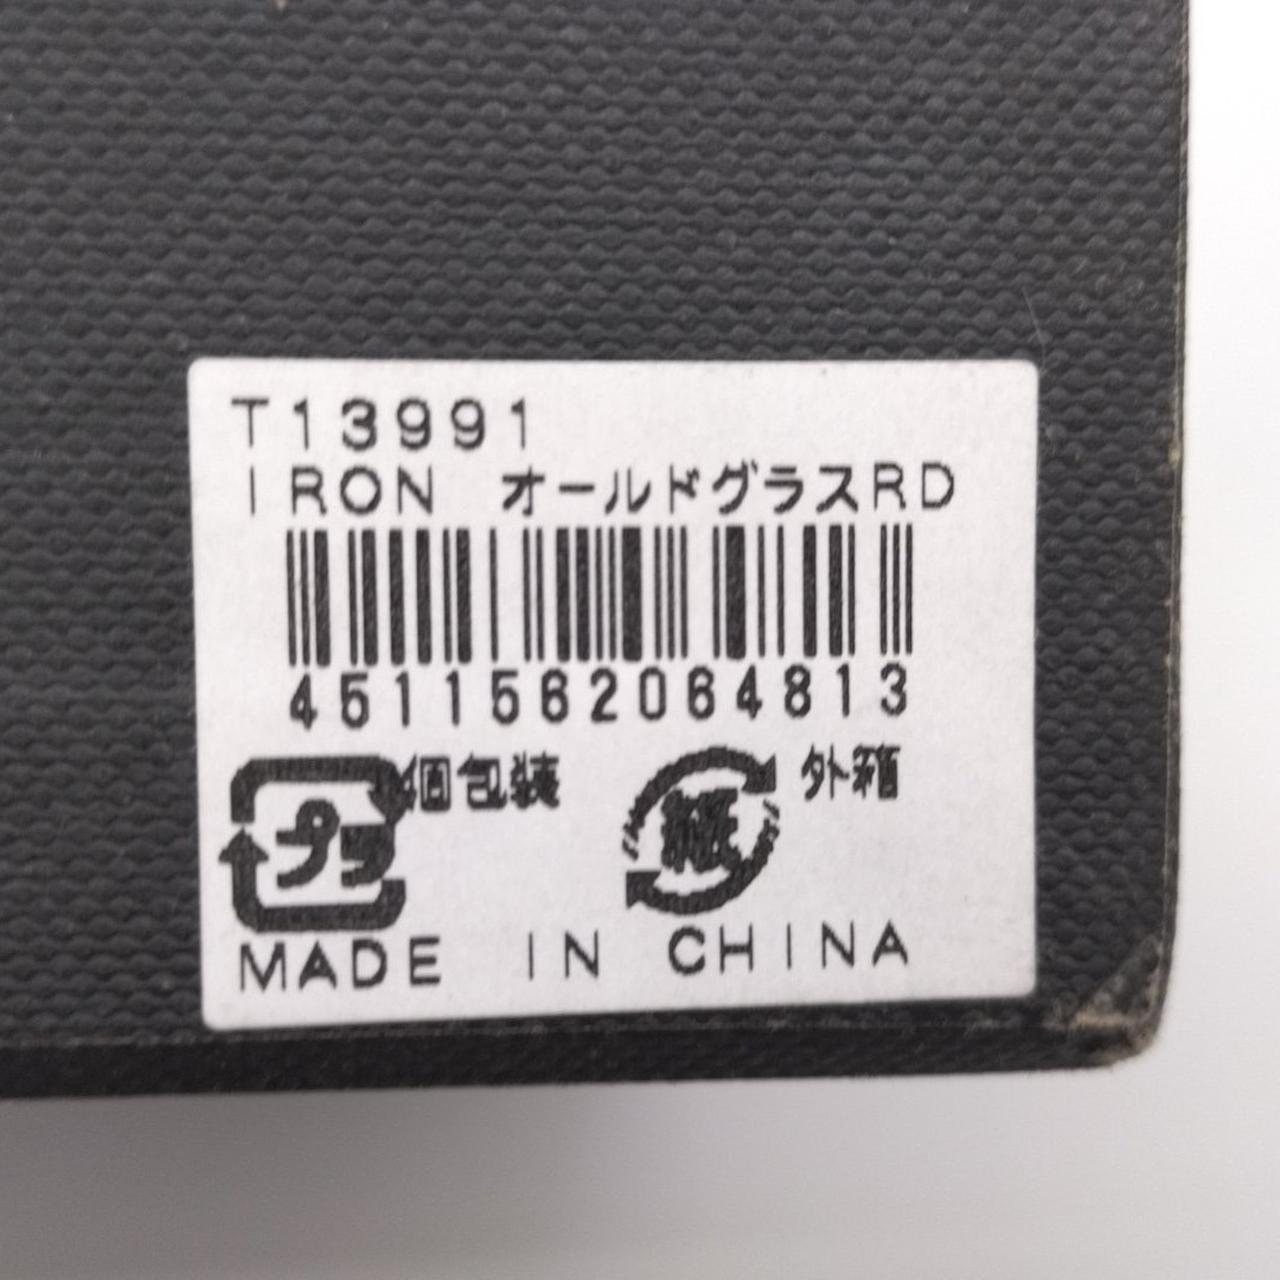 T13991
IRON オールドグラスRD
4511562064813
個包装 外箱
プラ 紙
MADE IN CHINA